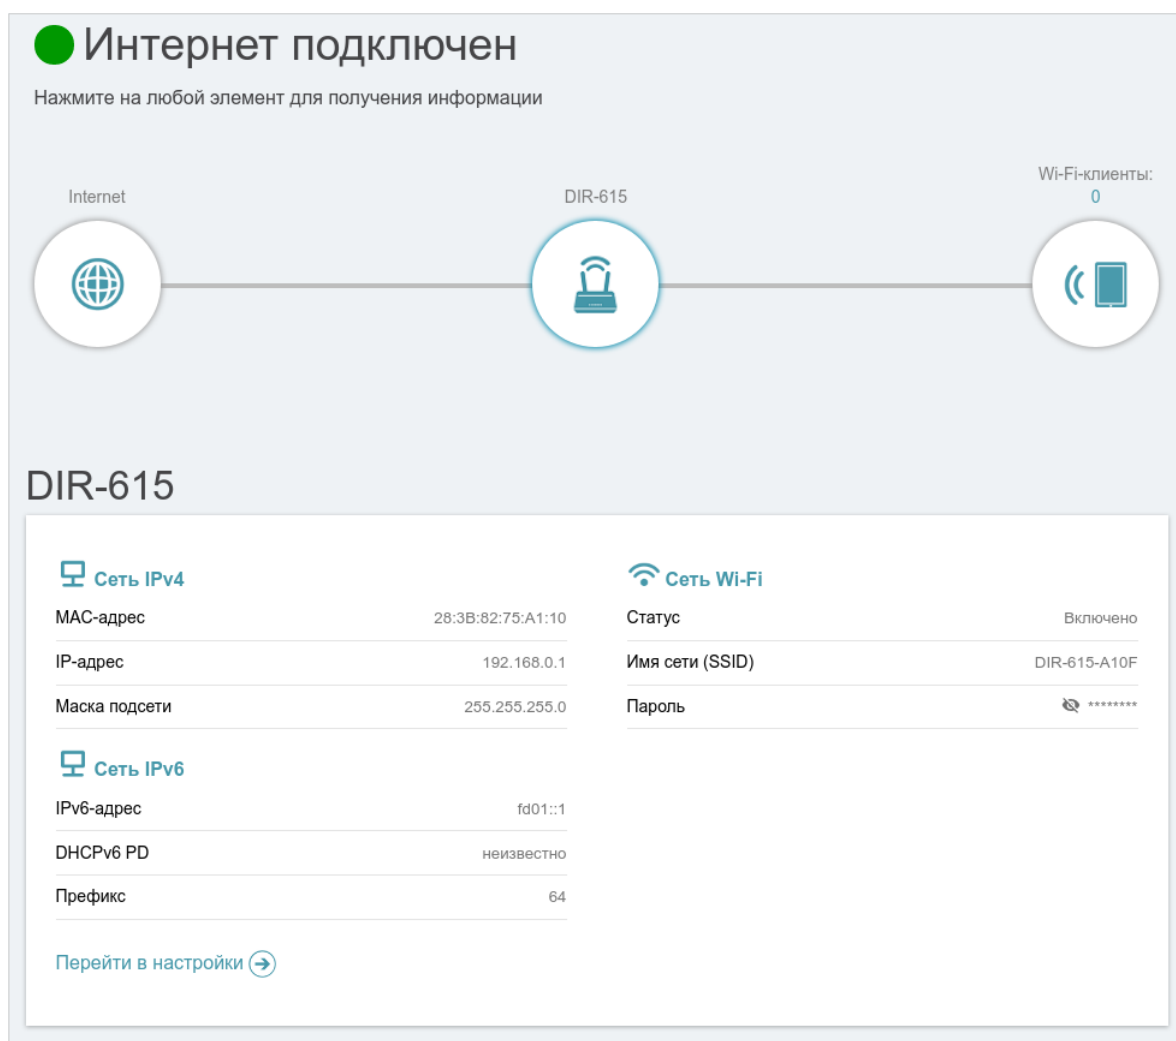 Интернет подключен
Нажмите на любой элемент для получения информации
Internet
DIR-615
Wi-Fi-клиенты:
0
DIR-615
Сеть IPv4
MAC-адрес 28:3B:82:75:A1:10
IP-адрес 192.168.0.1
Маска подсети 255.255.255.0
Сеть IPv6
IPv6-адрес fd01::1
DHCPv6 PD неизвестно
Префикс 64
Перейти в настройки
Сеть Wi-Fi
Статус Включено
Имя сети (SSID) DIR-615-A10F
Пароль ********